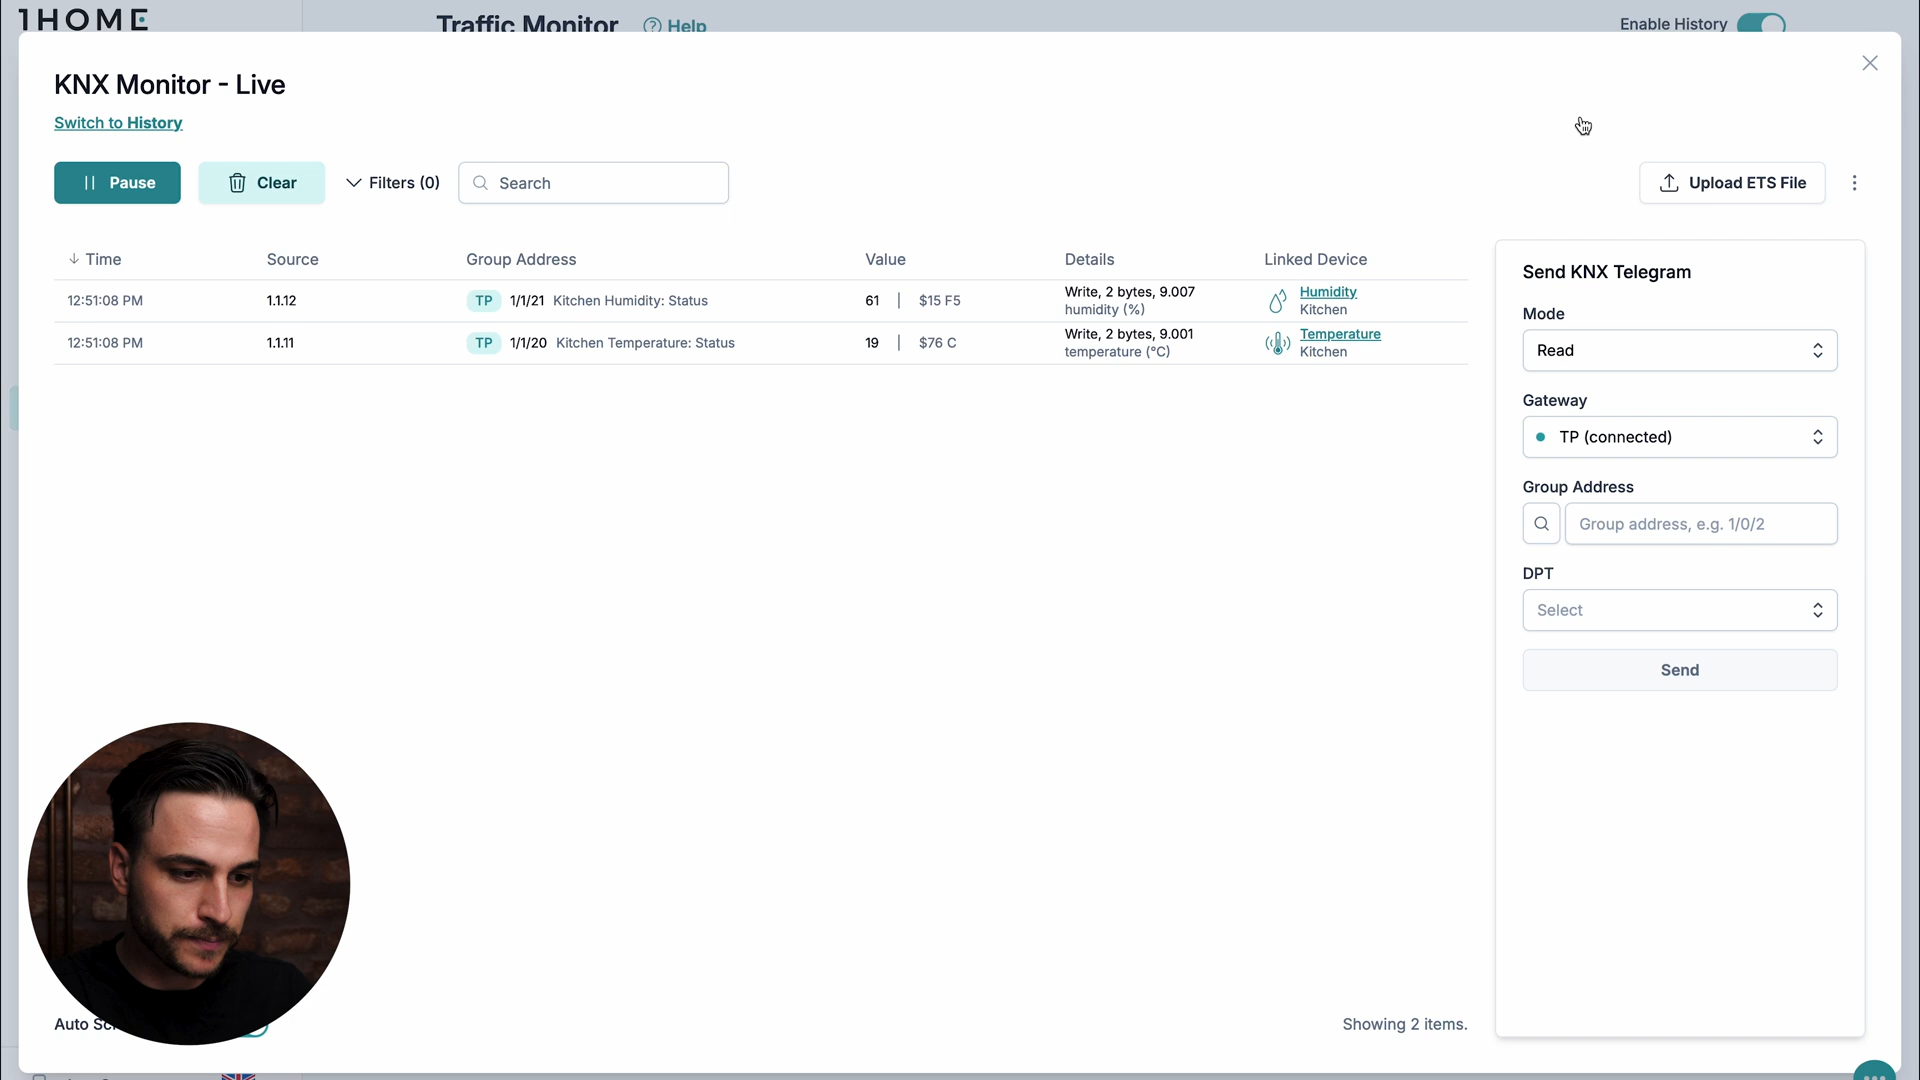 1HOME
Traffic Monitor
Help
Enable History
KNX Monitor - Live
Switch to History
Pause
Clear
Filters (0)
Search
Upload ETS File
Time Source Group Address Value Details Linked Device
12:51:08 PM 1.1.12 TP 1/1/21 Kitchen Humidity: Status 61 | $15 F5 Write, 2 bytes, 9.007 Humidity
humidity (%) Kitchen
12:51:08 PM 1.1.11 TP 1/1/20 Kitchen Temperature: Status 19 | $76 C Write, 2 bytes, 9.001 Temperature
temperature (°C) Kitchen
Send KNX Telegram
Mode
Read
Gateway
TP (connected)
Group Address
Group address, e.g. 1/0/2
DPT
Select
Send
Auto
Showing 2 items.